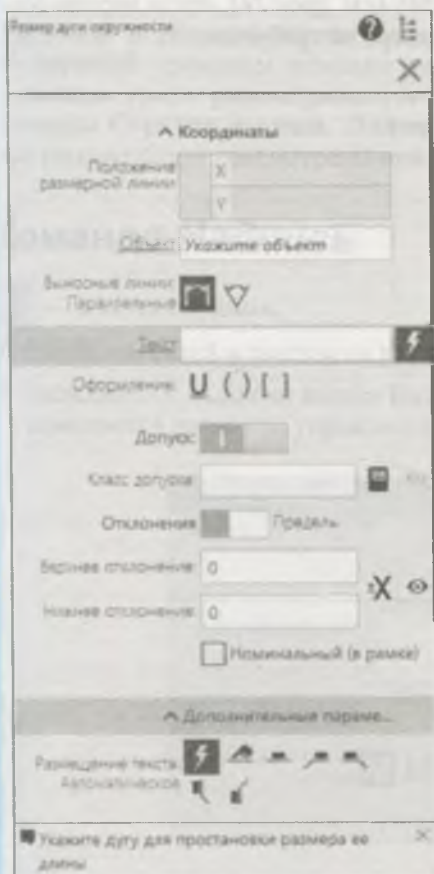 Размер дуги окружности
Координаты
Положение
размерной линии
X
Y
Объект: Укажите объект
Выносные линии:
Параллельные
Текст
Оформление: U ( ) [ ]
Допуск:
Класс допуска:
Отклонения Предель
Верхнее отклонение: 0
Нижнее отклонение: 0
Номинальный (в рамке)
Дополнительные параме...
Размещение текста:
Автоматическое
Укажите дугу для простановки размера ее
длины